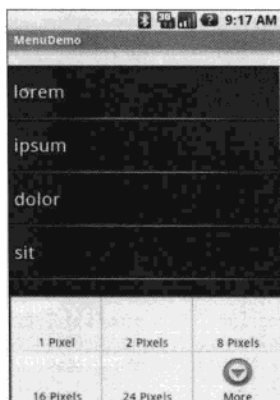 9:17 AM
MenuDemo
lorem
ipsum
dolor
sit
1 Pixel 2 Pixels 8 Pixels
16 Pixels 24 Pixels More